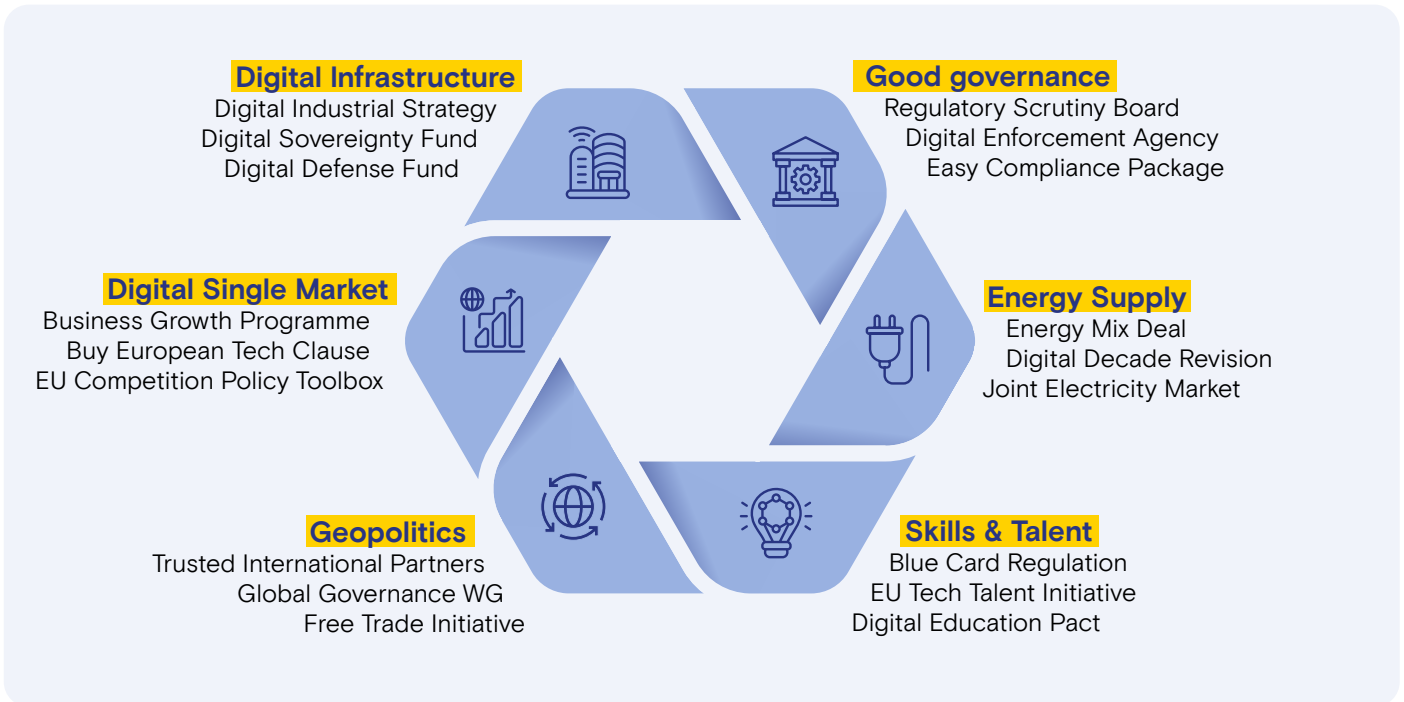 Digital Infrastructure
Digital Industrial Strategy
Digital Sovereignty Fund
Digital Defense Fund
Good governance
Regulatory Scrutiny Board
Digital Enforcement Agency
Easy Compliance Package
Digital Single Market
Business Growth Programme
Buy European Tech Clause
EU Competition Policy Toolbox
Energy Supply
Energy Mix Deal
Digital Decade Revision
Joint Electricity Market
Geopolitics
Trusted International Partners
Global Governance WG
Free Trade Initiative
Skills & Talent
Blue Card Regulation
EU Tech Talent Initiative
Digital Education Pact